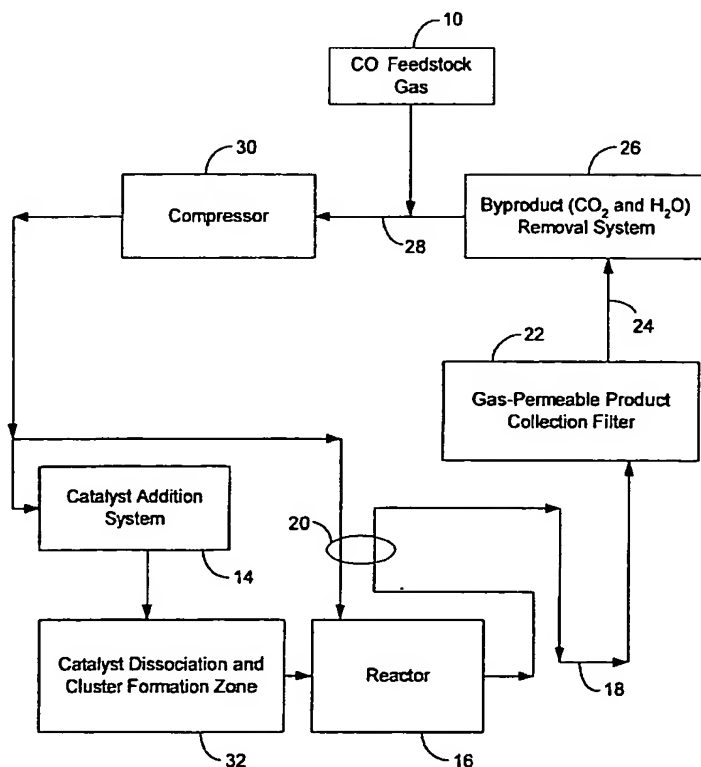 10
CO Feedstock
Gas
30
Compressor
28
26
Byproduct (CO₂ and H₂O)
Removal System
24
22
Gas-Permeable Product
Collection Filter
Catalyst Addition
System
14
20
18
Catalyst Dissociation and
Cluster Formation Zone
32
Reactor
16